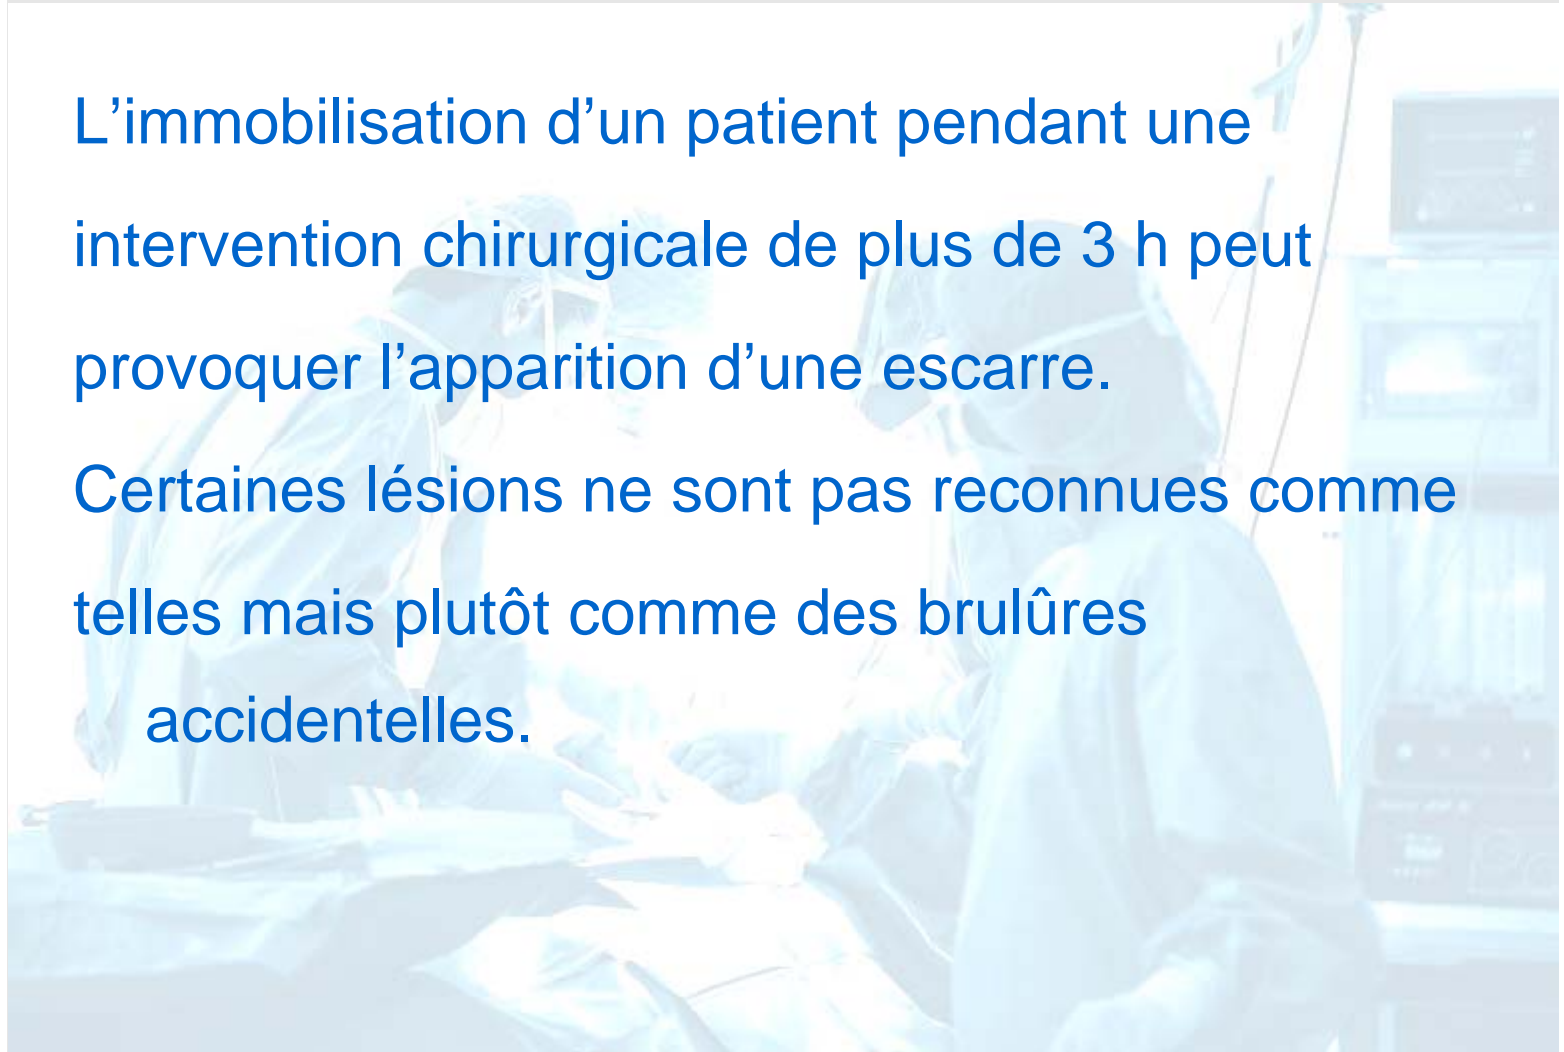 L’immobilisation d’un patient pendant une
intervention chirurgicale de plus de 3 h peut
provoquer l’apparition d’une escarre.
Certaines lésions ne sont pas reconnues comme
telles mais plutôt comme des brulûres
accidentelles.